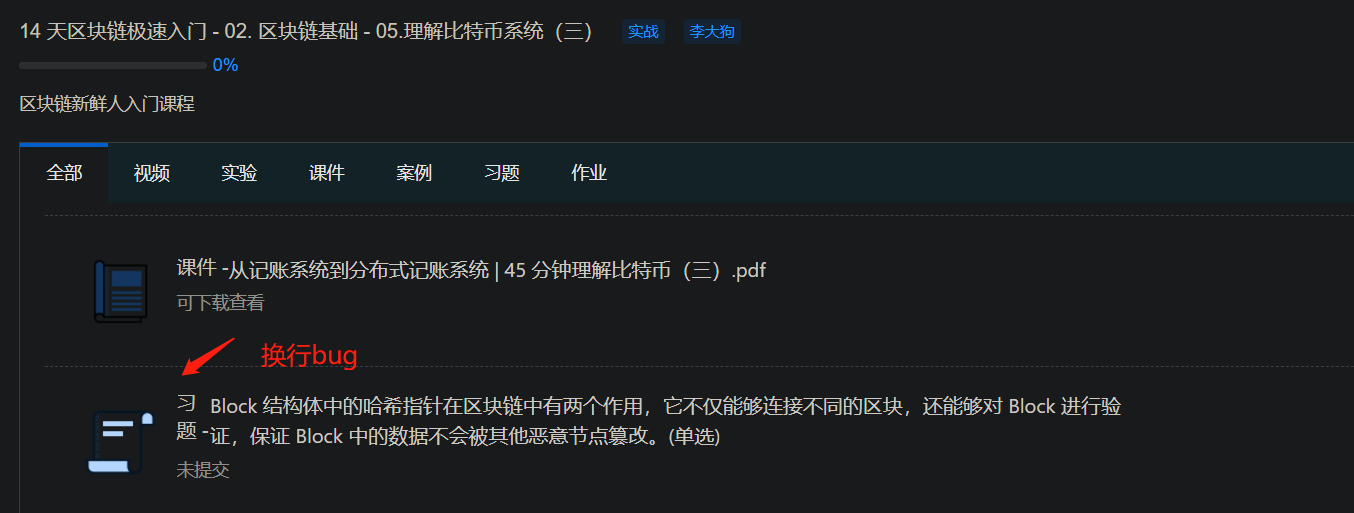 14 天区块链极速入门 - 02. 区块链基础 - 05.理解比特币系统（三） 实战 李大狗
0%
区块链新鲜人入门课程
全部 视频 实验 课件 案例 习题 作业
课件 -从记账系统到分布式记账系统 | 45 分钟理解比特币（三）.pdf
可下载查看
换行bug
习 Block 结构体中的哈希指针在区块链中有两个作用，它不仅能够连接不同的区块，还能够对 Block 进行验
题 -证，保证 Block 中的数据不会被其他恶意节点篡改。(单选)
未提交